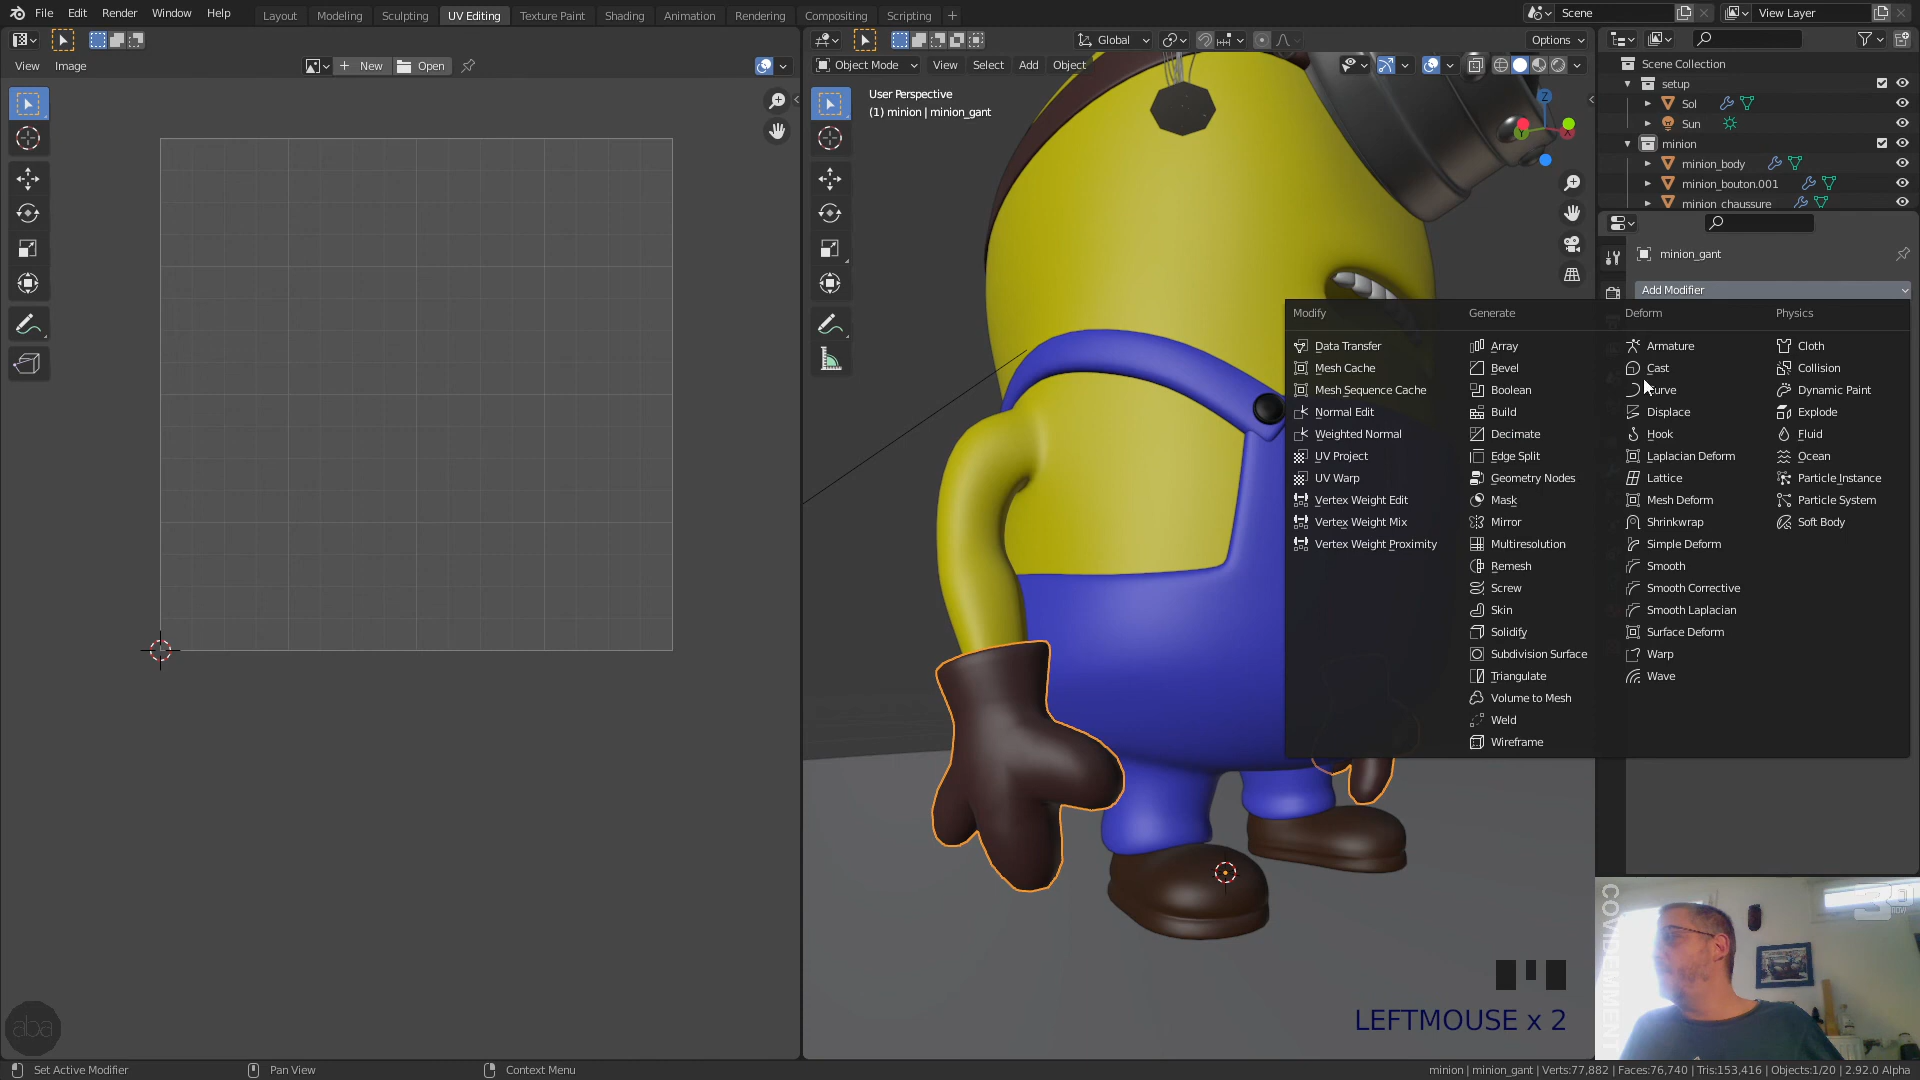 File Edit Render Window Help Layout Modeling Sculpting UV Editing Texture Paint Shading Animation Rendering Compositing Scripting + Scene View Layer
Global Options
View Image New Open Object Mode View Select Add Object
User Perspective
(1) minion | minion_gant
Scene Collection
setup
Sol
Sun
minion
minion_body
minion_bouton.001
minion_chaussure
minion_gant
Add Modifier
Modify
Data Transfer
Mesh Cache
Mesh Sequence Cache
Normal Edit
Weighted Normal
UV Project
UV Warp
Vertex Weight Edit
Vertex Weight Mix
Vertex Weight Proximity
Generate
Array
Bevel
Boolean
Build
Decimate
Edge Split
Geometry Nodes
Mask
Mirror
Multiresolution
Remesh
Screw
Skin
Solidify
Subdivision Surface
Triangulate
Volume to Mesh
Weld
Wireframe
Deform
Armature
Cast
Curve
Displace
Hook
Laplacian Deform
Lattice
Mesh Deform
Shrinkwrap
Simple Deform
Smooth
Smooth Corrective
Smooth Laplacian
Surface Deform
Warp
Wave
Physics
Cloth
Collision
Dynamic Paint
Explode
Fluid
Ocean
Particle Instance
Particle System
Soft Body
Z
Y
X
LEFTMOUSE x 2
COVIDEMMENT
aba
Set Active Modifier Pan View Context Menu minion | minion_gant | Verts:77,882 | Faces:76,740 | Tris:153,416 | Objects:1/20 | 2.92.0 Alpha